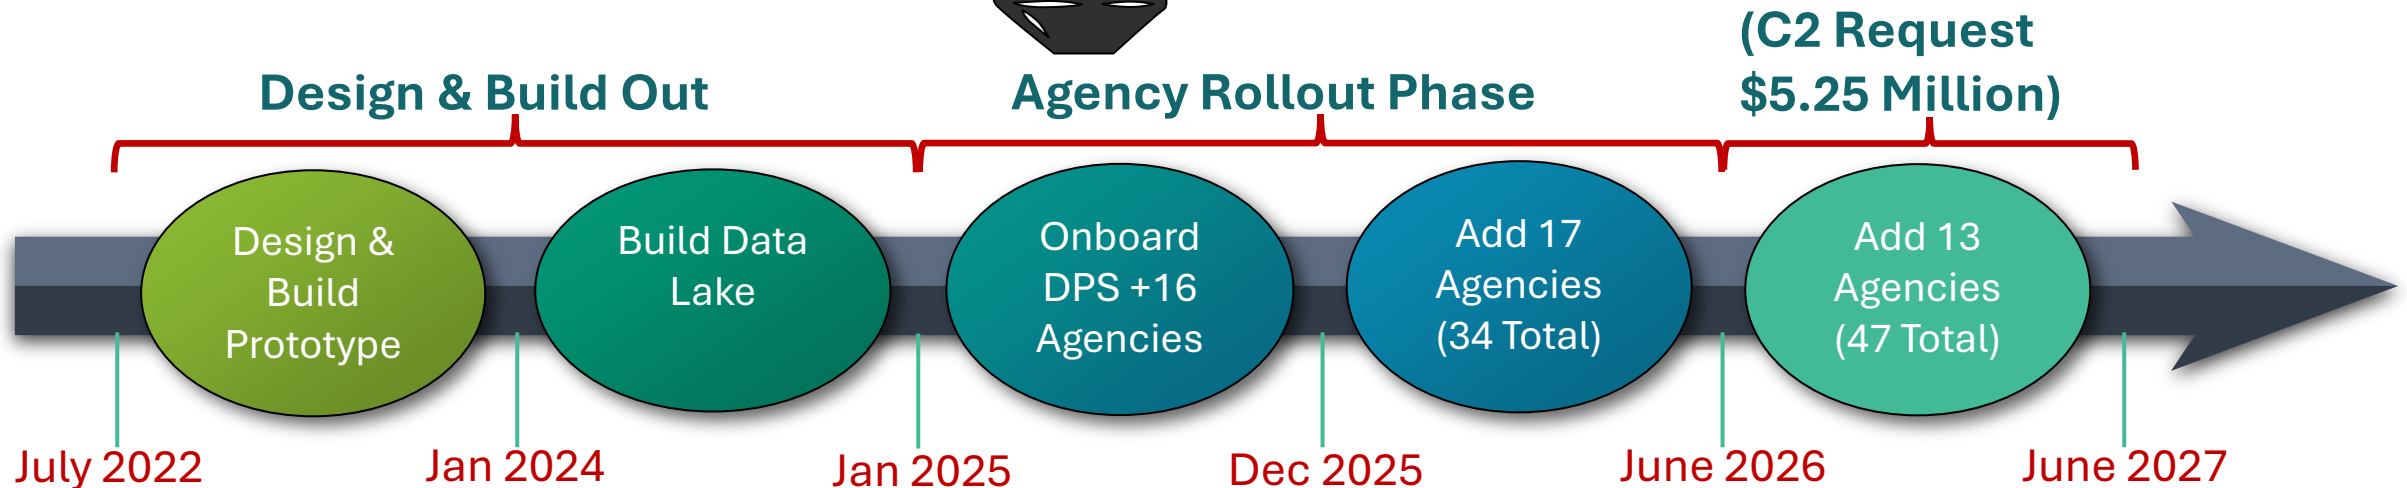 (C2 Request
$5.25 Million)
Design & Build Out
Agency Rollout Phase
Design &
Build
Prototype
Build Data
Lake
Onboard
DPS +16
Agencies
Add 17
Agencies
(34 Total)
Add 13
Agencies
(47 Total)
July 2022
Jan 2024
Jan 2025
Dec 2025
June 2026
June 2027